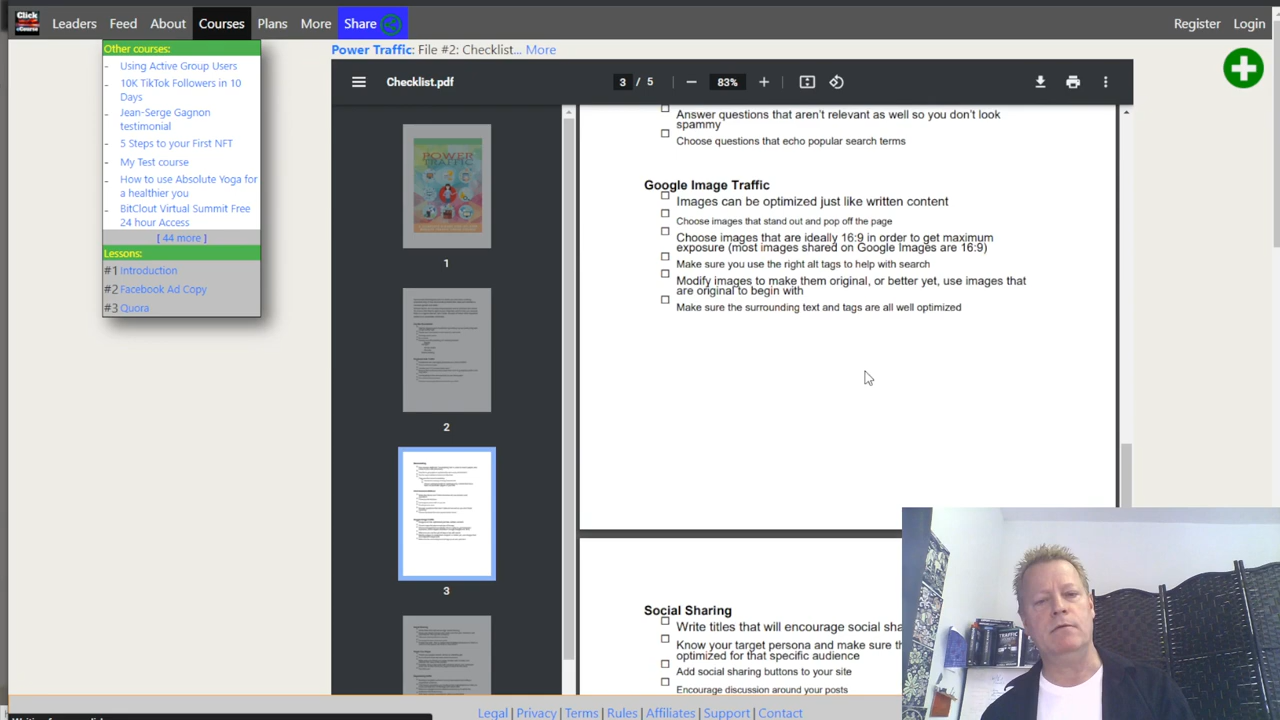 Click
eCourse
Leaders Feed About Courses Plans More Share Register Login
Other courses:
- Using Active Group Users
- 10K TikTok Followers in 10
Days
- Jean-Serge Gagnon
testimonial
- 5 Steps to your First NFT
- My Test course
- How to use Absolute Yoga for
a healthier you
- BitClout Virtual Summit Free
24 hour Access
[ 44 more ]
Lessons:
#1 Introduction
#2 Facebook Ad Copy
#3 Quora
Power Traffic: File #2: Checklist... More
Checklist.pdf 3 / 5 83%
POWER
TRAFFIC
1
2
3
Answer questions that aren't relevant as well so you don't look
spammy
Choose questions that echo popular search terms
Google Image Traffic
Images can be optimized just like written content
Choose images that stand out and pop off the page
Choose images that are ideally 16:9 in order to get maximum
exposure (most images shared on Google Images are 16:9)
Make sure you use the right alt tags to help with search
Modify images to make them original, or better yet, use images that
are original to begin with
Make sure the surrounding text and tags are all well optimized
Social Sharing
Write titles that will encourage social sha
Know your target persona and make sure th
optimized for that specific audience
Add social sharing buttons to your site
Encourage discussion around your posts
TRAFFIC
Legal | Privacy | Terms | Rules | Affiliates | Support | Contact